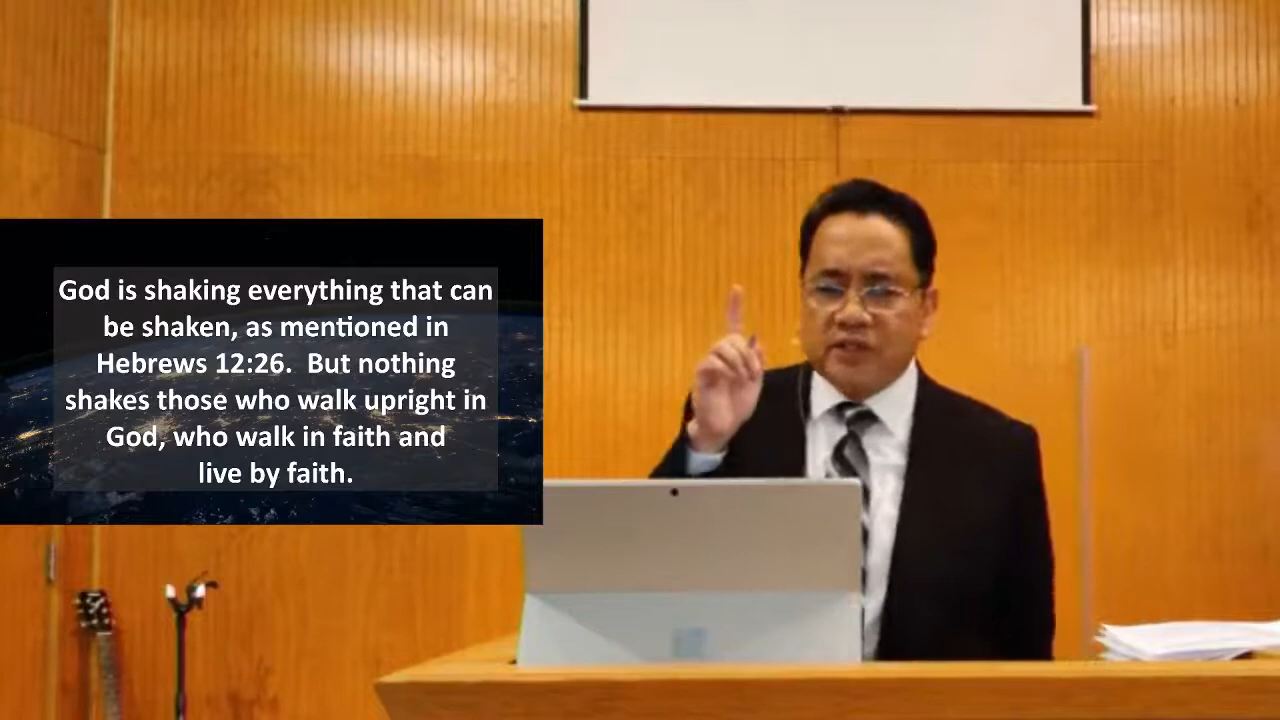 God is shaking everything that can
be shaken, as mentioned in
Hebrews 12:26.  But nothing
shakes those who walk upright in
God, who walk in faith and
live by faith.